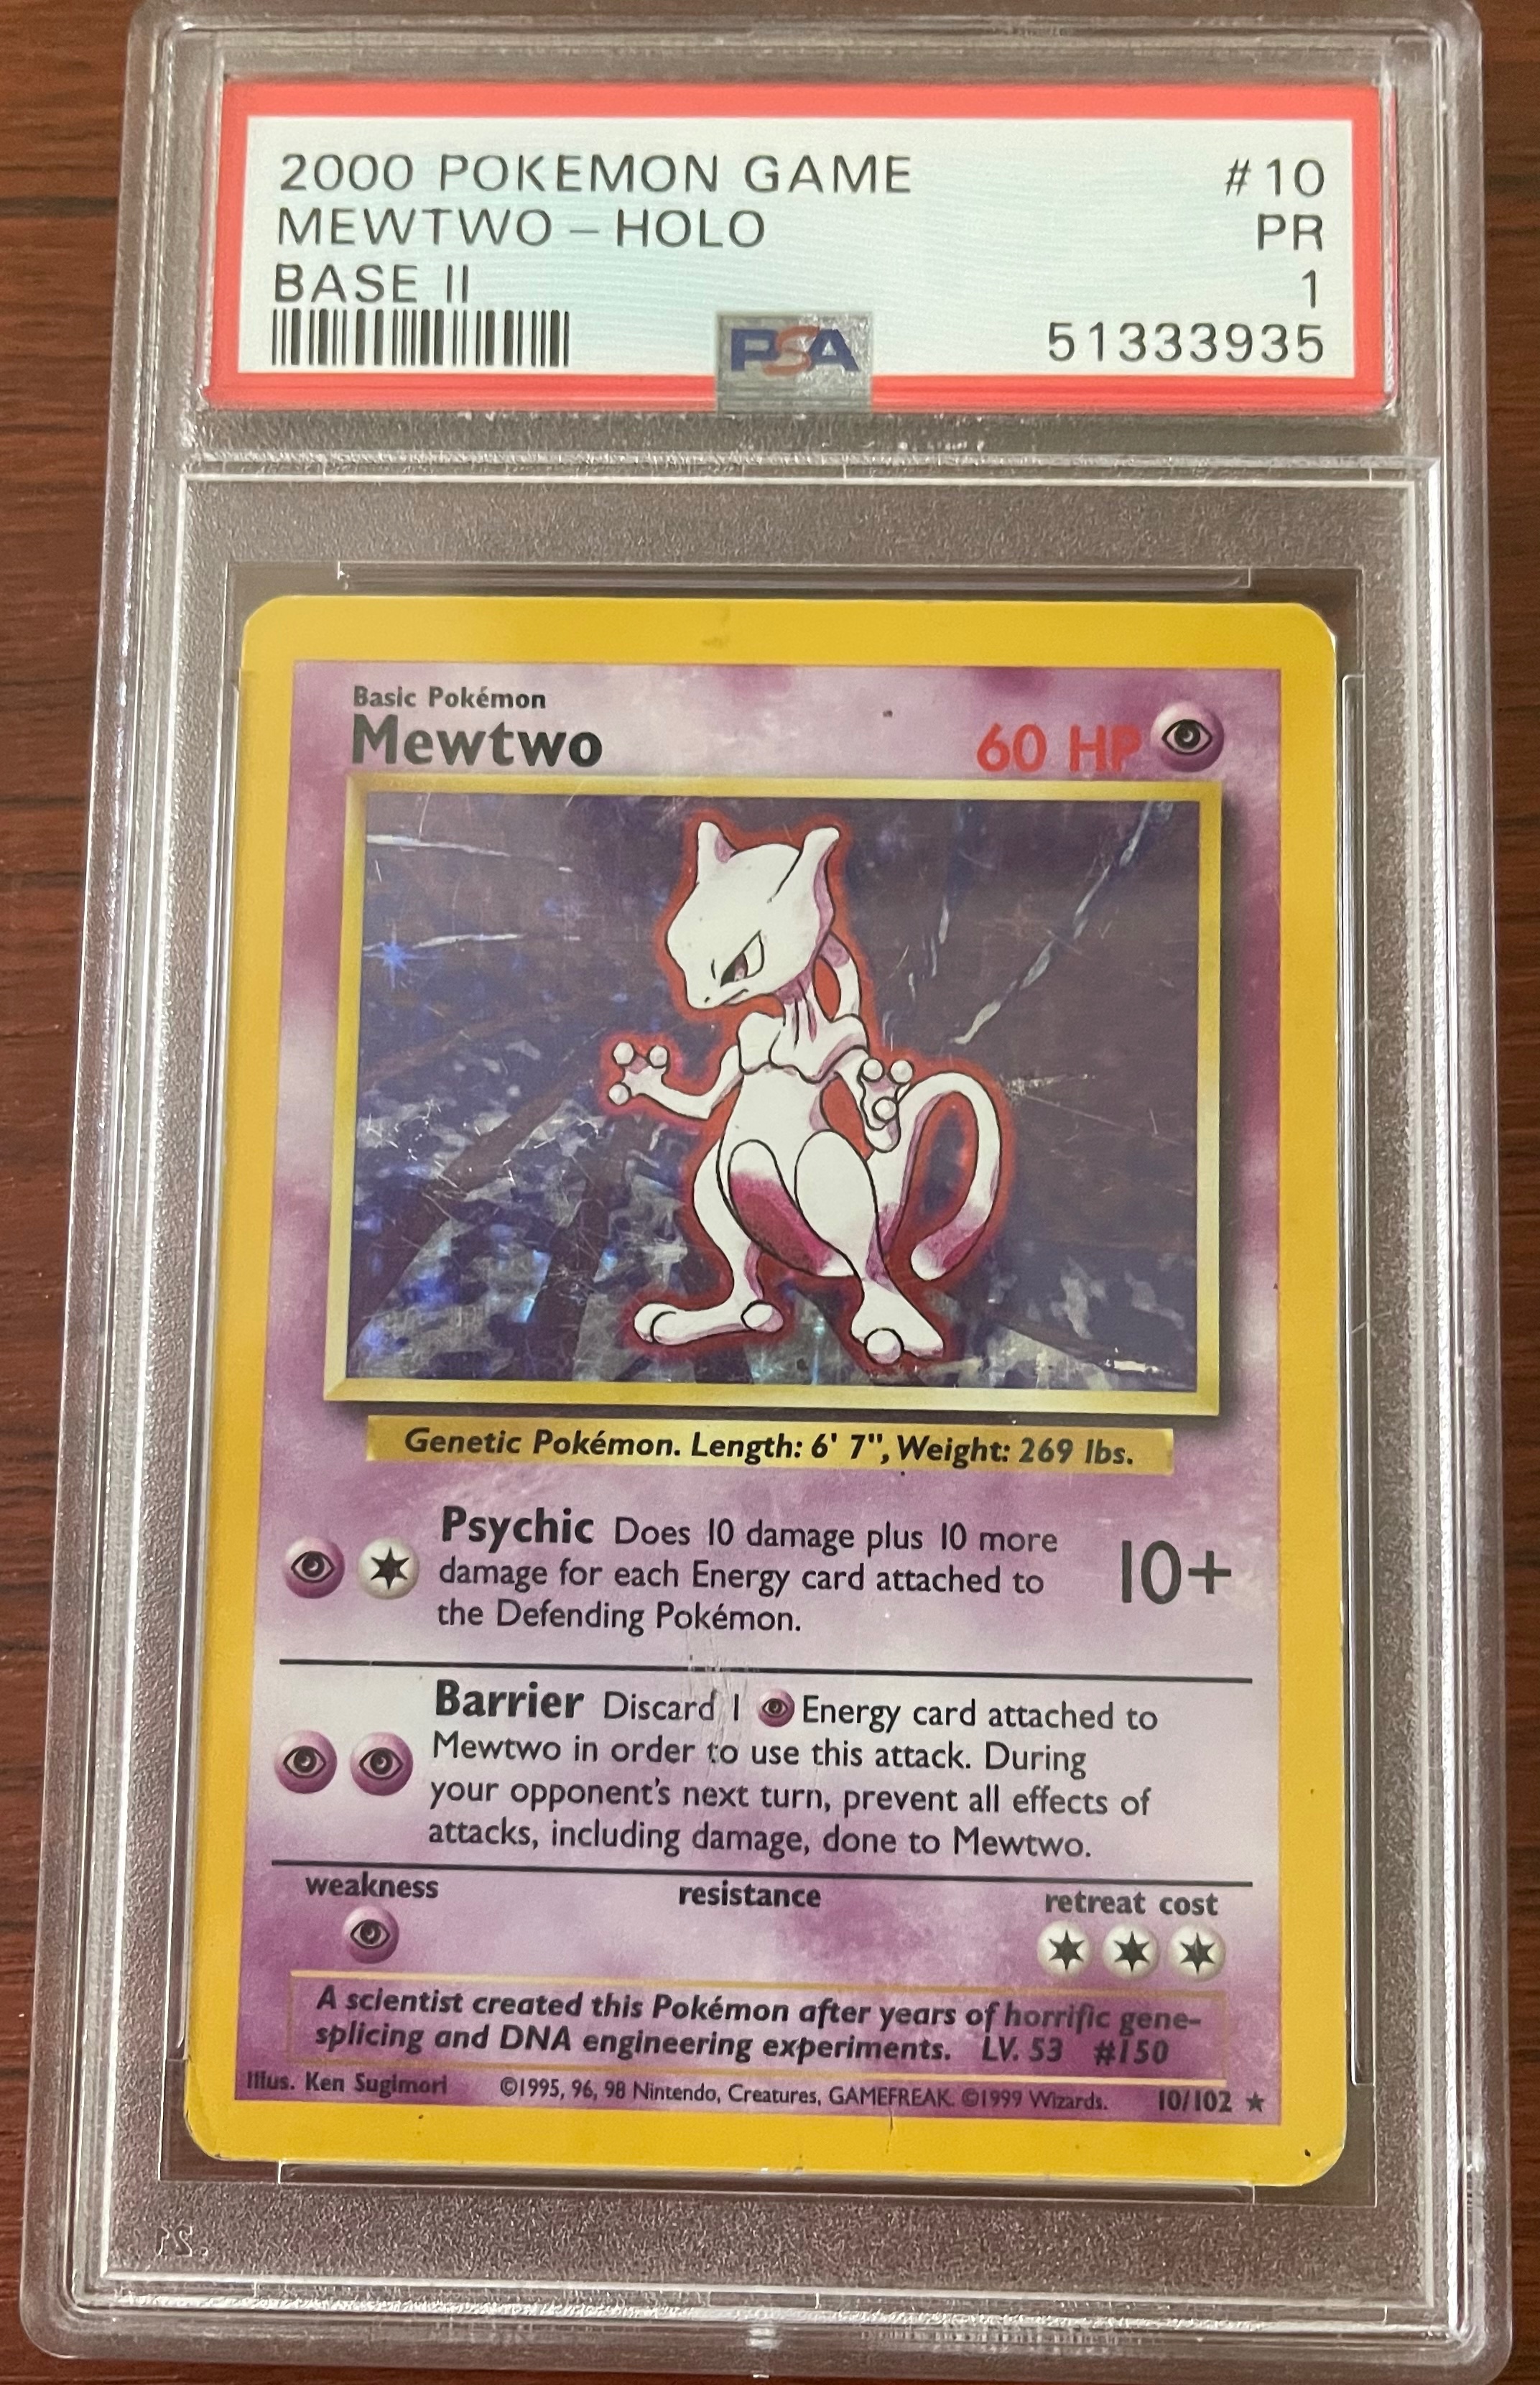 2000 POKEMON GAME #10
MEWTWO – HOLO PR
BASE II 1
PSA 51333935
Basic Pokémon
Mewtwo 60 HP
Genetic Pokémon. Length: 6' 7", Weight: 269 lbs.
Psychic Does 10 damage plus 10 more
damage for each Energy card attached to 10+
the Defending Pokémon.
Barrier Discard 1 Energy card attached to
Mewtwo in order to use this attack. During
your opponent's next turn, prevent all effects of
attacks, including damage, done to Mewtwo.
weakness resistance retreat cost
A scientist created this Pokémon after years of horrific gene-
splicing and DNA engineering experiments. LV. 53 #150
Illus. Ken Sugimori ©1995, 96, 98 Nintendo, Creatures, GAMEFREAK. ©1999 Wizards. 10/102 ★